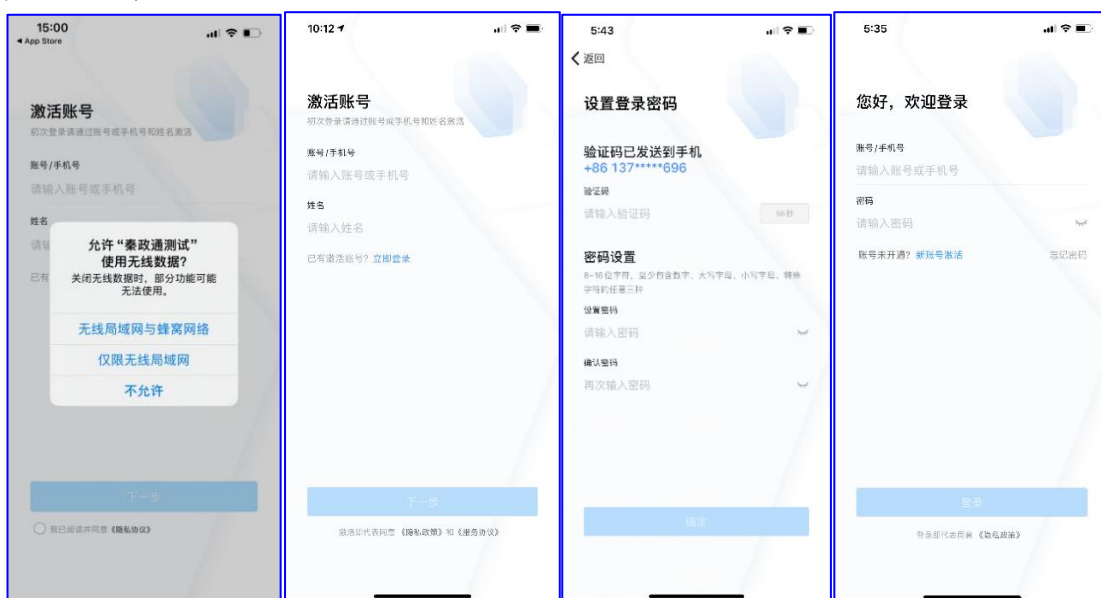 15:00
App Store
激活账号
初次登录请通过账号或手机号和姓名激活
账号/手机号
请输入账号或手机号
姓名
请输
已有
允许“秦政通测试”
使用无线数据?
关闭无线数据时,部分功能可能
无法使用。
无线局域网与蜂窝网络
仅限无线局域网
不允许
下一步
我已阅读并同意《隐私协议》
10:12
激活账号
初次登录请通过账号或手机号和姓名激活
账号/手机号
请输入账号或手机号
姓名
请输入姓名
已有激活账号?立即登录
下一步
激活即代表同意《隐私政策》和《服务协议》
5:43
返回
设置登录密码
验证码已发送到手机
+86 137*****696
验证码
请输入验证码
56秒
密码设置
8-16位字符,至少包含数字、大写字母、小写字母、特殊
字符的任意三种
设置密码
请输入密码
确认密码
再次输入密码
确定
5:35
您好,欢迎登录
账号/手机号
请输入账号或手机号
密码
请输入密码
账号未开通?新账号激活
忘记密码
登录
登录即代表同意《隐私政策》